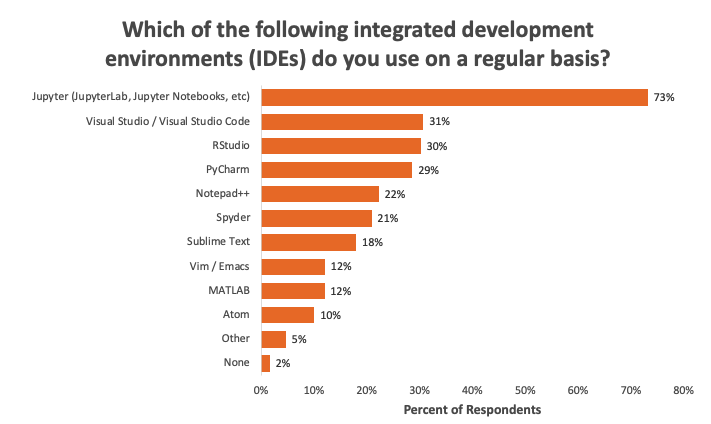 Which of the following integrated development
environments (IDEs) do you use on a regular basis?
Jupyter (JupyterLab, Jupyter Notebooks, etc) 73%
Visual Studio / Visual Studio Code 31%
RStudio 30%
PyCharm 29%
Notepad++ 22%
Spyder 21%
Sublime Text 18%
Vim / Emacs 12%
MATLAB 12%
Atom 10%
Other 5%
None 2%
0% 10% 20% 30% 40% 50% 60% 70% 80%
Percent of Respondents